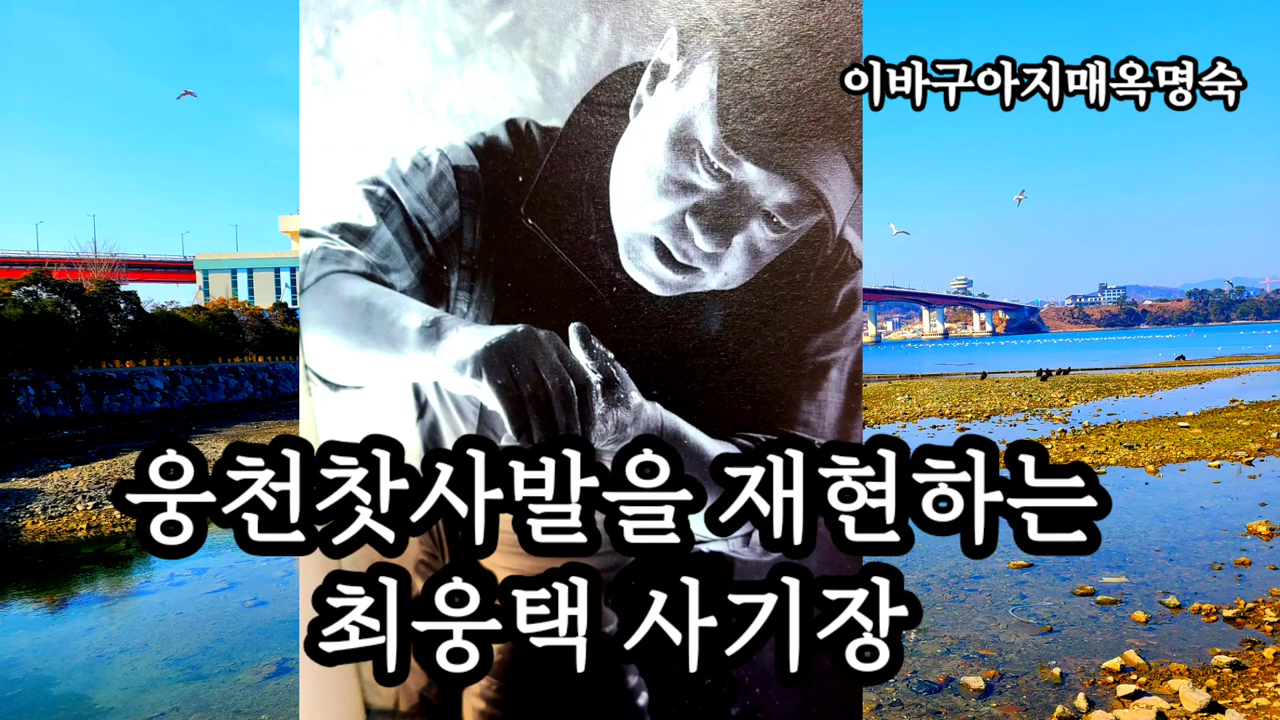 이바구아지매옥명숙
웅천찻사발을 재현하는
최웅택 사기장